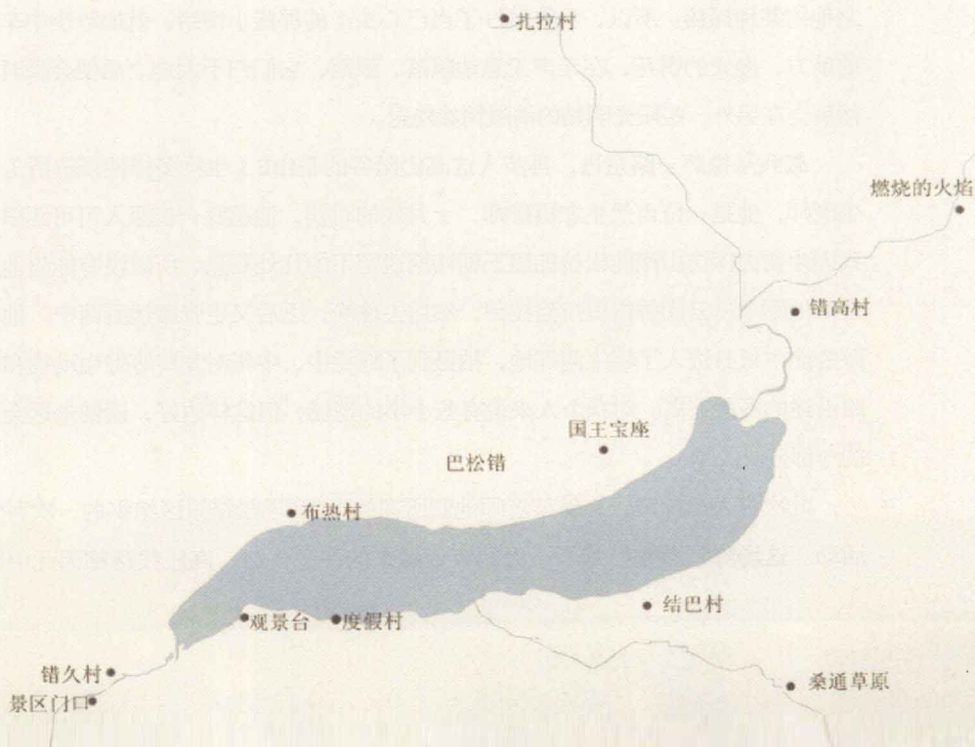 扎拉村
燃烧的火焰
错高村
国王宝座
巴松错
布热村
结巴村
观景台
度假村
错久村
桑通草原
景区门口